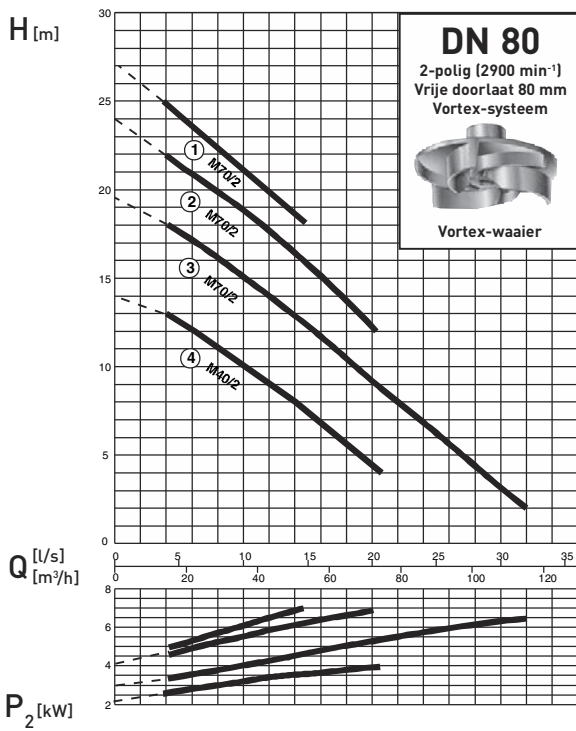 H [m]
30
25
20
15
10
5
0
DN 80
2-polig (2900 min⁻¹)
Vrije doorlaat 80 mm
Vortex-systeem
Vortex-waaier
1 M70/2
2 M70/2
3 M70/2
4 M40/2
Q [l/s]
0 5 10 15 20 25 30 35
[m³/h]
0 20 40 60 80 100 120
8
6
4
2
P₂ [kW]